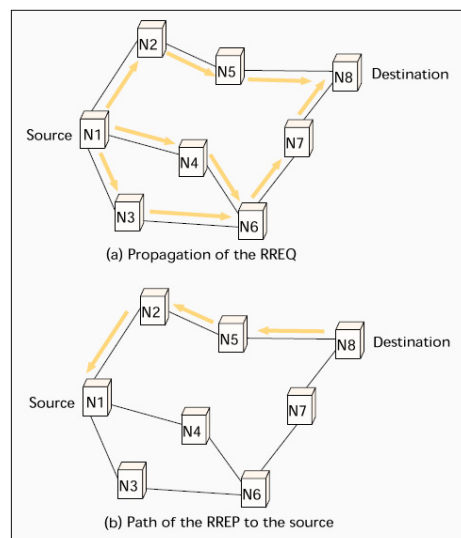 N2
N5
N8
Destination
Source
N1
N4
N7
N3
N6
(a) Propagation of the RREQ
N2
N5
N8
Destination
Source
N1
N4
N7
N3
N6
(b) Path of the RREP to the source